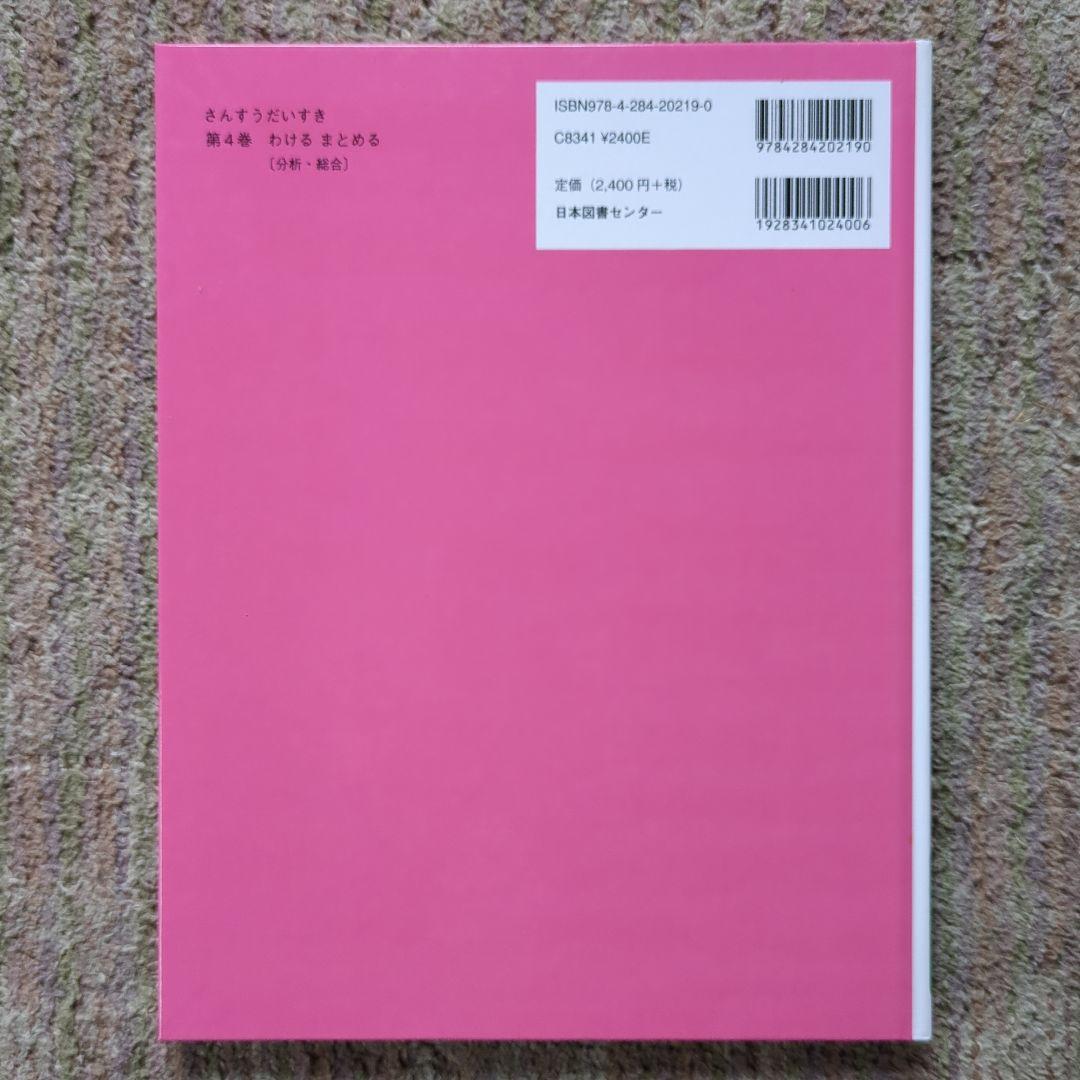 さんすうだいすき
第4巻 わける まとめる
〔分析・総合〕
ISBN978-4-284-20219-0
C8341 ¥2400E
定価（2,400円＋税）
日本図書センター
9784284202190
1928341024006